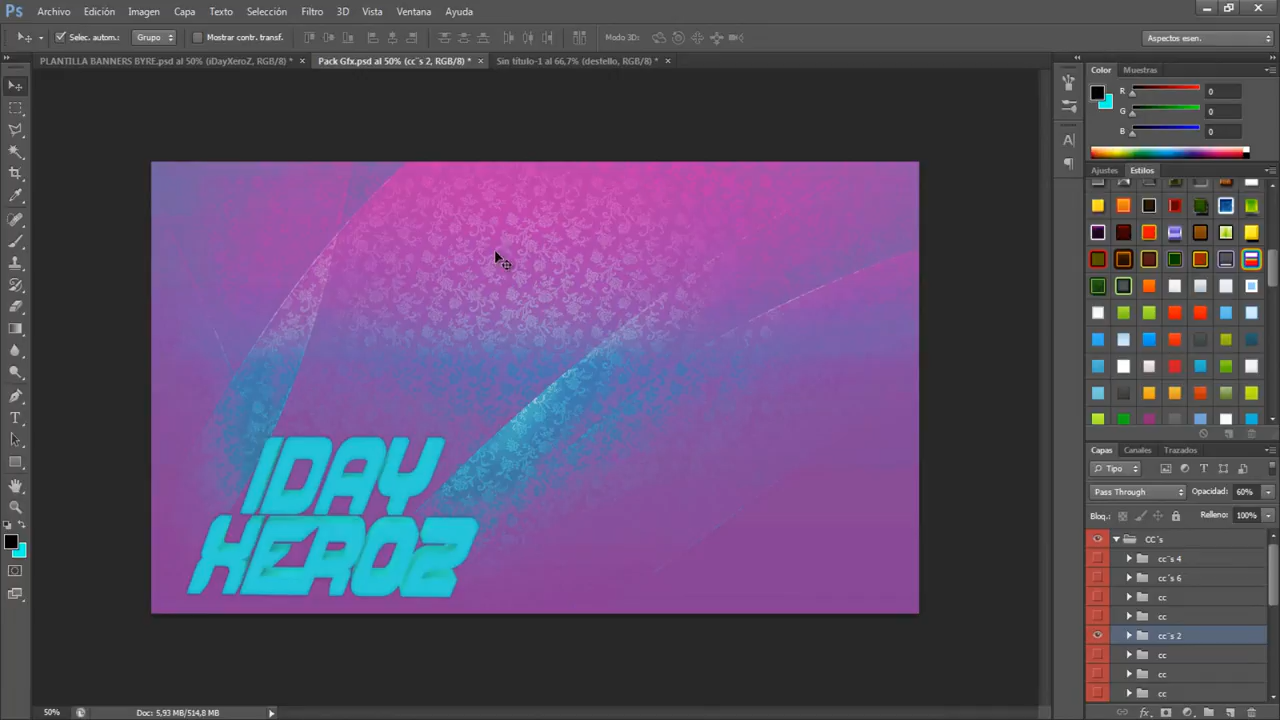 Ps Archivo Edición Imagen Capa Texto Selección Filtro 3D Vista Ventana Ayuda
Selec. autom.: Grupo Mostrar contr. transf. Modo 3D: Aspectos esen.
PLANTILLA BANNERS BYRE.psd al 50% (iDayXeroZ, RGB/8) * × Pack Gfx.psd al 50% (cc¨s 2, RGB/8) * × Sin título-1 al 66,7% (destello, RGB/8) * ×
Color Muestras
R 0
G 0
B 0
Ajustes Estilos
IDAY
XEROZ
Capas Canales Trazados
Tipo
Pass Through Opacidad: 60%
Bloq.: Relleno: 100%
CC¨s
cc¨s 4
cc¨s 6
cc
cc
cc¨s 2
cc
cc
cc
50% Doc: 5,93 MB/514,8 MB